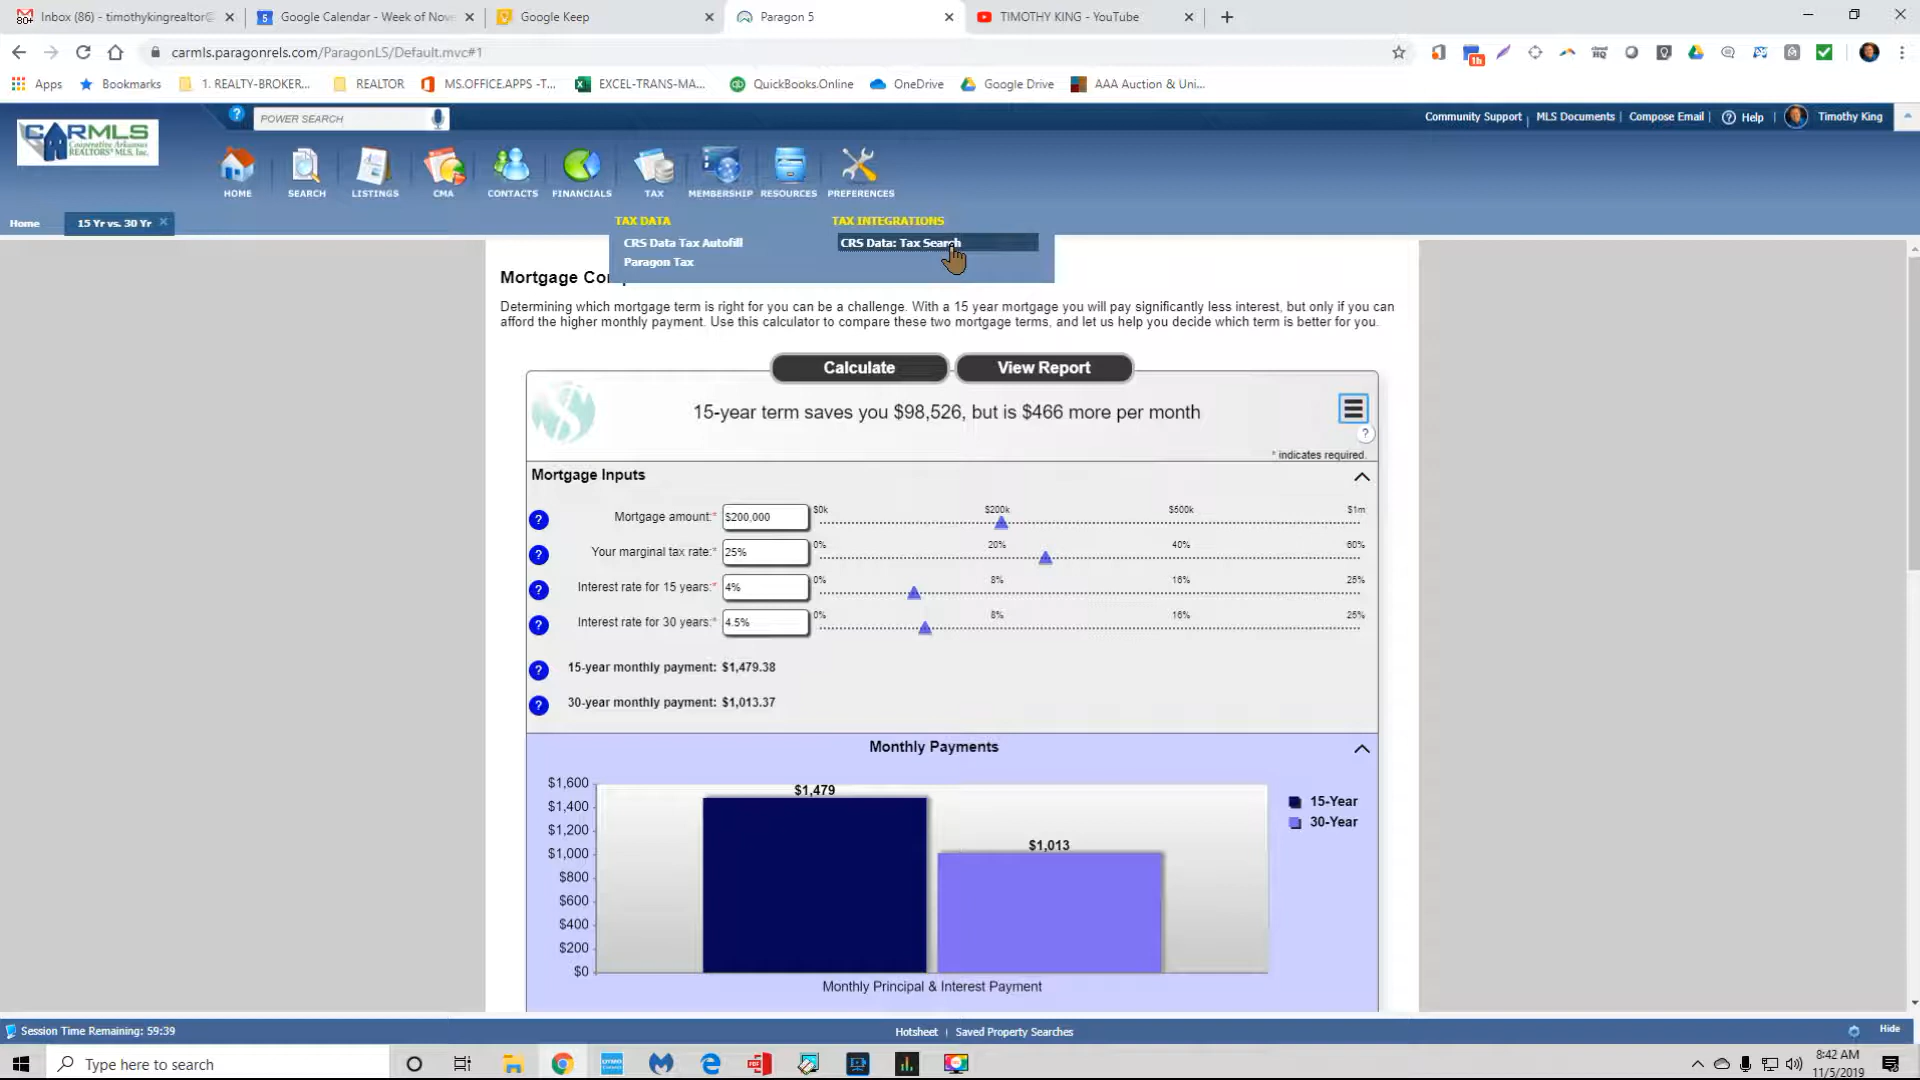 Inbox (86) - timothykingrealtor@
Google Calendar - Week of Nov
Google Keep
Paragon 5
TIMOTHY KING - YouTube
carmls.paragonrels.com/ParagonLS/Default.mvc#1
Apps
Bookmarks
1. REALTY-BROKER...
REALTOR
MS.OFFICE.APPS -T...
EXCEL-TRANS-MA...
QuickBooks.Online
OneDrive
Google Drive
AAA Auction & Uni...
CARMLS
Cooperative Arkansas
REALTORS® MLS, Inc.
POWER SEARCH
Community Support | MLS Documents | Compose Email | Help | Timothy King
HOME
SEARCH
LISTINGS
CMA
CONTACTS
FINANCIALS
TAX
MEMBERSHIP
RESOURCES
PREFERENCES
Home
15 Yr vs. 30 Yr
TAX DATA
TAX INTEGRATIONS
CRS Data Tax Autofill
CRS Data: Tax Search
Paragon Tax
Determining which mortgage term is right for you can be a challenge. With a 15 year mortgage you will pay significantly less interest, but only if you can
afford the higher monthly payment. Use this calculator to compare these two mortgage terms, and let us help you decide which term is better for you.
Calculate
View Report
15-year term saves you $98,526, but is $466 more per month
?
* indicates required.
Mortgage Inputs
? Mortgage amount:* $200,000 $0k $200k $500k $1m
? Your marginal tax rate:* 25% 0% 20% 40% 60%
? Interest rate for 15 years:* 4% 0% 8% 16% 25%
? Interest rate for 30 years:* 4.5% 0% 8% 16% 25%
? 15-year monthly payment: $1,479.38
? 30-year monthly payment: $1,013.37
Monthly Payments
$1,600
$1,400
$1,200
$1,000
$800
$600
$400
$200
$0
$1,479
$1,013
15-Year
30-Year
Monthly Principal & Interest Payment
Session Time Remaining: 59:39
Hotsheet | Saved Property Searches
Hide
Type here to search
8:42 AM
11/5/2019